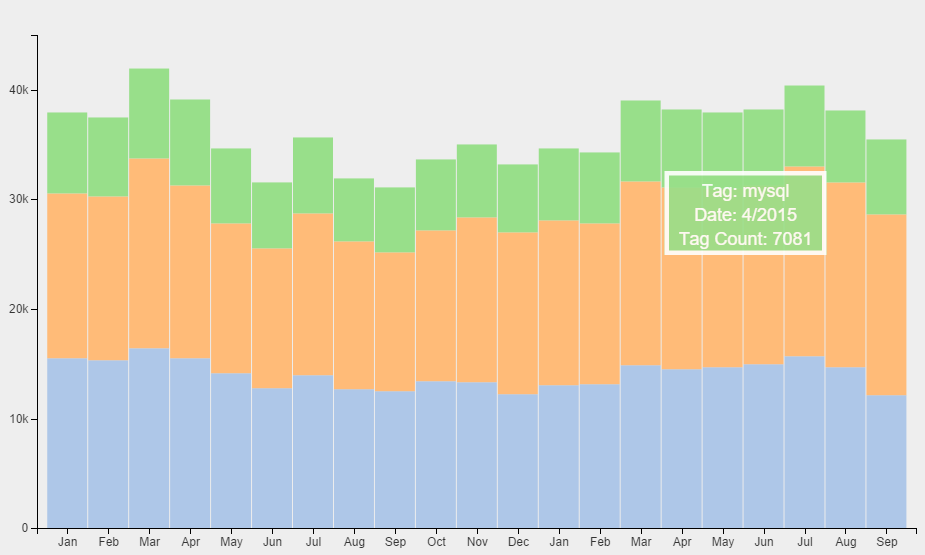 40k
30k
20k
10k
0
Tag: mysql
Date: 4/2015
Tag Count: 7081
Jan Feb Mar Apr May Jun Jul Aug Sep Oct Nov Dec Jan Feb Mar Apr May Jun Jul Aug Sep